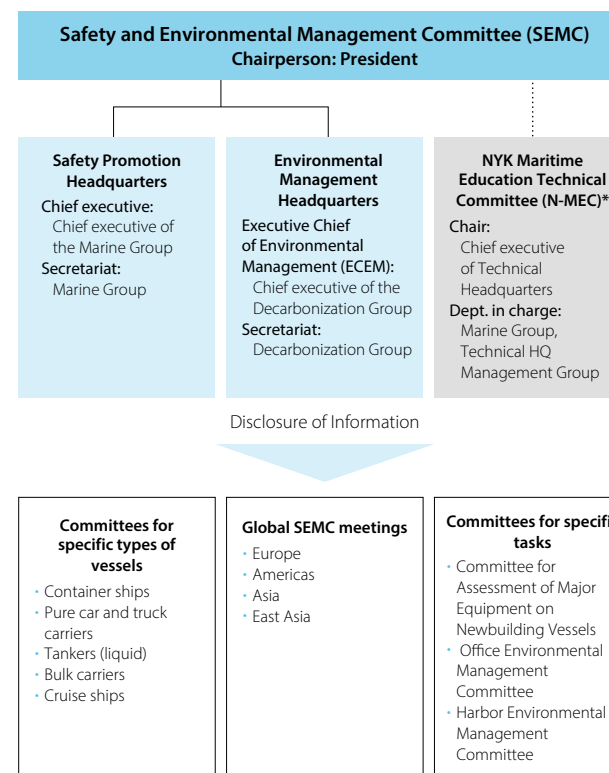 Safety and Environmental Management Committee (SEMC)
Chairperson: President
Safety Promotion
Headquarters
Chief executive:
Chief executive of
the Marine Group
Secretariat:
Marine Group
Environmental
Management
Headquarters
Executive Chief
of Environmental
Management (ECEM):
Chief executive of the
Decarbonization Group
Secretariat:
Decarbonization Group
NYK Maritime
Education Technical
Committee (N-MEC)*
Chair:
Chief executive
of Technical
Headquarters
Dept. in charge:
Marine Group,
Technical HQ
Management Group
Disclosure of Information
Committees for
specific types of
vessels
・Container ships
・Pure car and truck
carriers
・Tankers (liquid)
・Bulk carriers
・Cruise ships
Global SEMC meetings
・Europe
・Americas
・Asia
・East Asia
Committees for specifi
tasks
・Committee for
Assessment of Major
Equipment on
Newbuilding Vessels
・Office Environmental
Management
Committee
・Harbor Environmental
Management
Committee